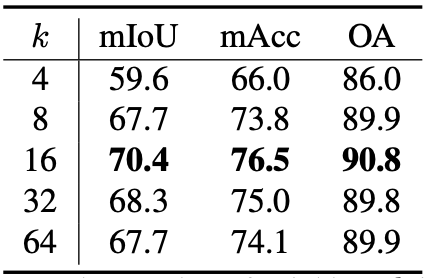 k mIoU mAcc OA
4 59.6 66.0 86.0
8 67.7 73.8 89.9
16 70.4 76.5 90.8
32 68.3 75.0 89.8
64 67.7 74.1 89.9